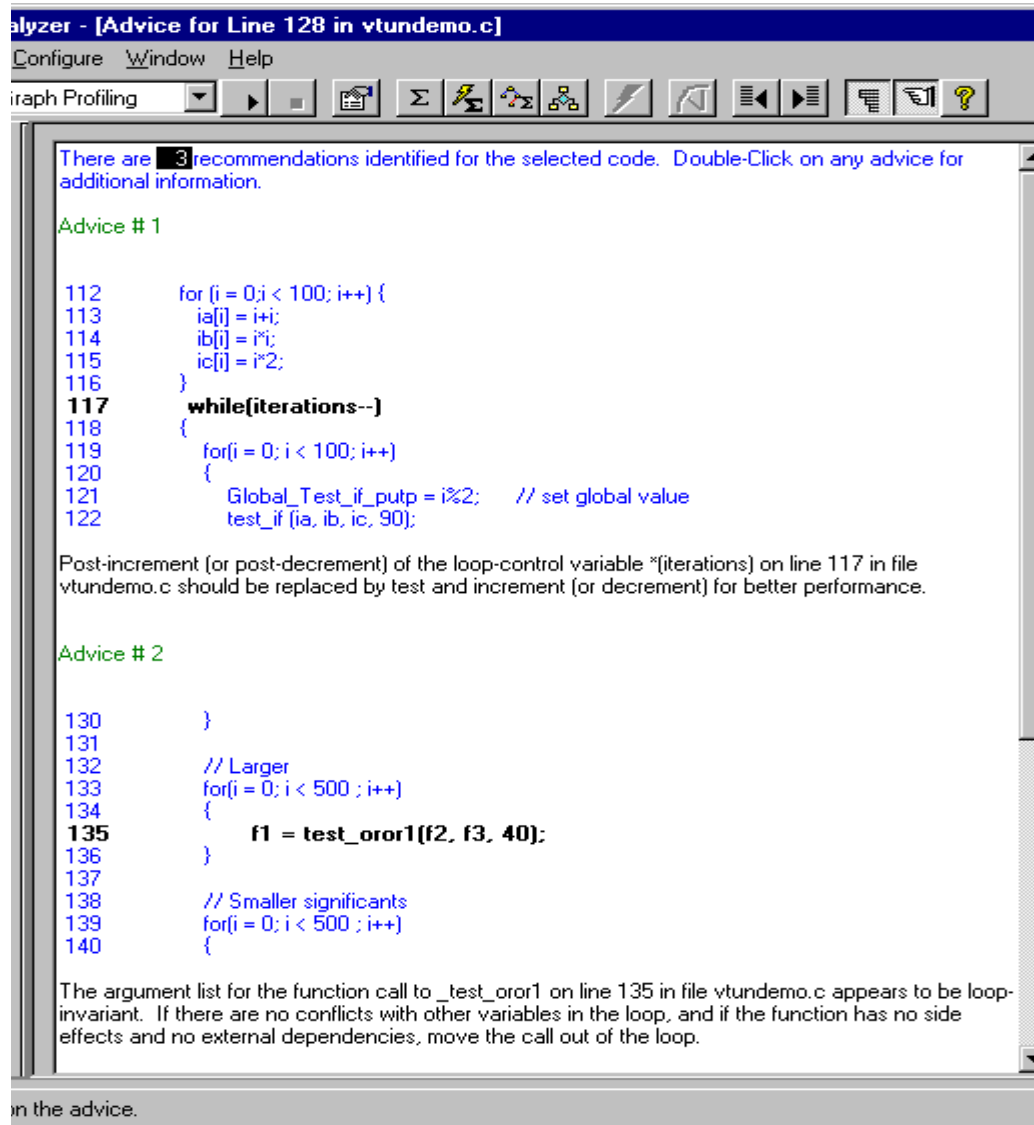 alyzer - [Advice for Line 128 in vtundemo.c]
Configure Window Help
raph Profiling
There are 3 recommendations identified for the selected code. Double-Click on any advice for
additional information.
Advice # 1
112 for (i = 0;i < 100; i++) {
113 ia[i] = i+i;
114 ib[i] = i*i;
115 ic[i] = i*2;
116 }
117 while(iterations--)
118 {
119 for(i = 0; i < 100; i++)
120 {
121 Global_Test_if_putp = i%2; // set global value
122 test_if (ia, ib, ic, 90);
Post-increment (or post-decrement) of the loop-control variable *(iterations) on line 117 in file
vtundemo.c should be replaced by test and increment (or decrement) for better performance.
Advice # 2
130 }
131
132 // Larger
133 for(i = 0; i < 500 ; i++)
134 {
135 f1 = test_oror1(f2, f3, 40);
136 }
137
138 // Smaller significants
139 for(i = 0; i < 500 ; i++)
140 {
The argument list for the function call to _test_oror1 on line 135 in file vtundemo.c appears to be loop-
invariant. If there are no conflicts with other variables in the loop, and if the function has no side
effects and no external dependencies, move the call out of the loop.
on the advice.